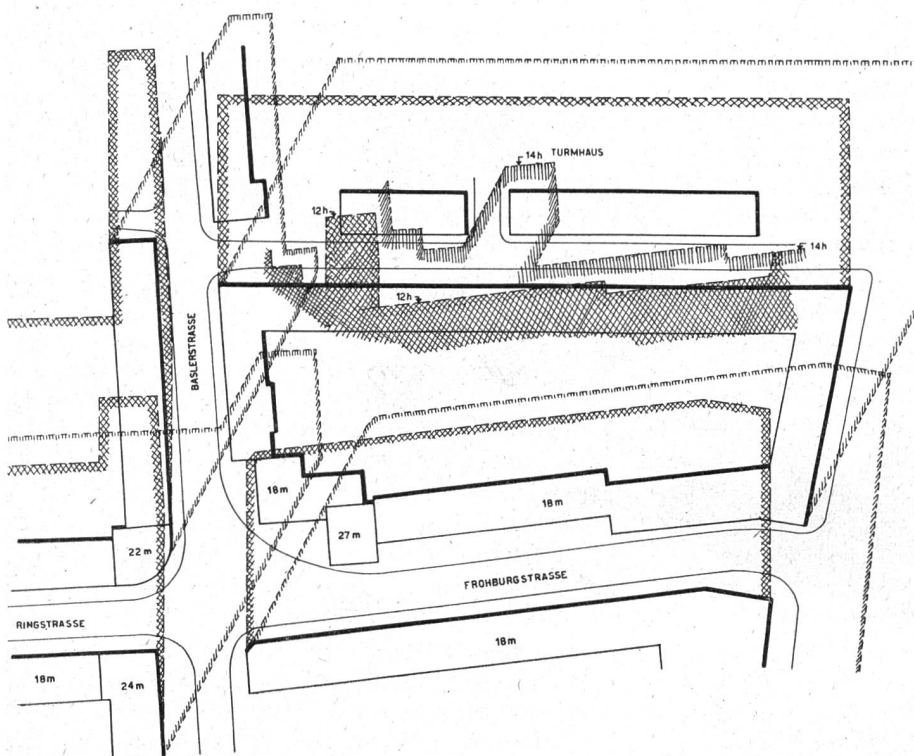 14h TURMHAUS
12h
14h
12h
BASLERSTRASSE
18m
18m
27m
22m
FROHBURGSTRASSE
RINGSTRASSE
18m
18m
24m